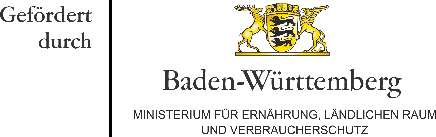 Gefördert
durch
Baden-Württemberg
MINISTERIUM FÜR ERNÄHRUNG, LÄNDLICHEN RAUM
UND VERBRAUCHERSCHUTZ